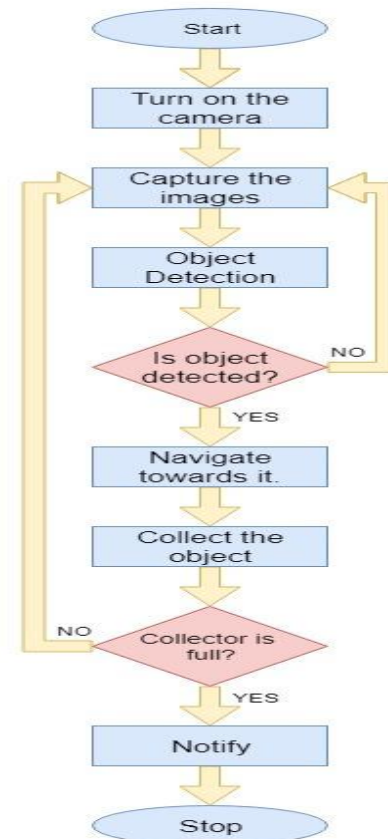 Start
Turn on the
camera
Capture the
images
Object
Detection
Is object
detected?
NO
YES
Navigate
towards it.
Collect the
object
NO
Collector is
full?
YES
Notify
Stop